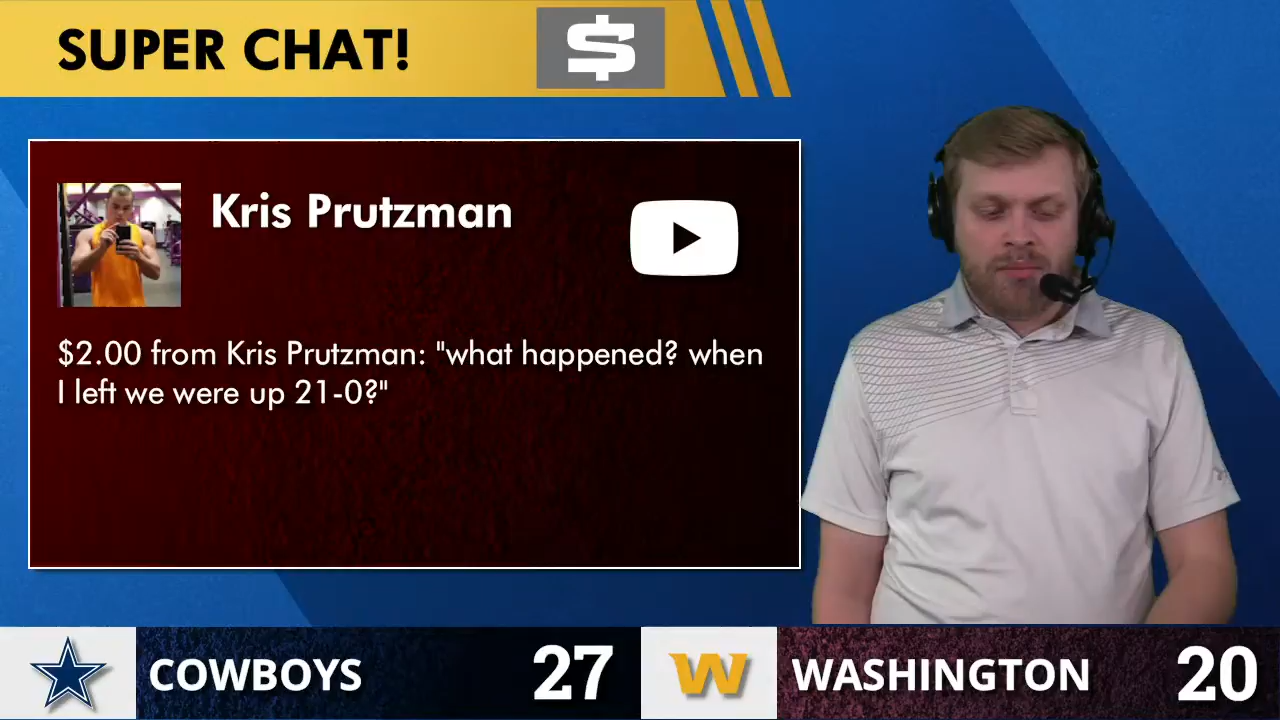 SUPER CHAT!
$
Kris Prutzman
$2.00 from Kris Prutzman: "what happened? when
I left we were up 21-0?"
COWBOYS 27 W WASHINGTON 20